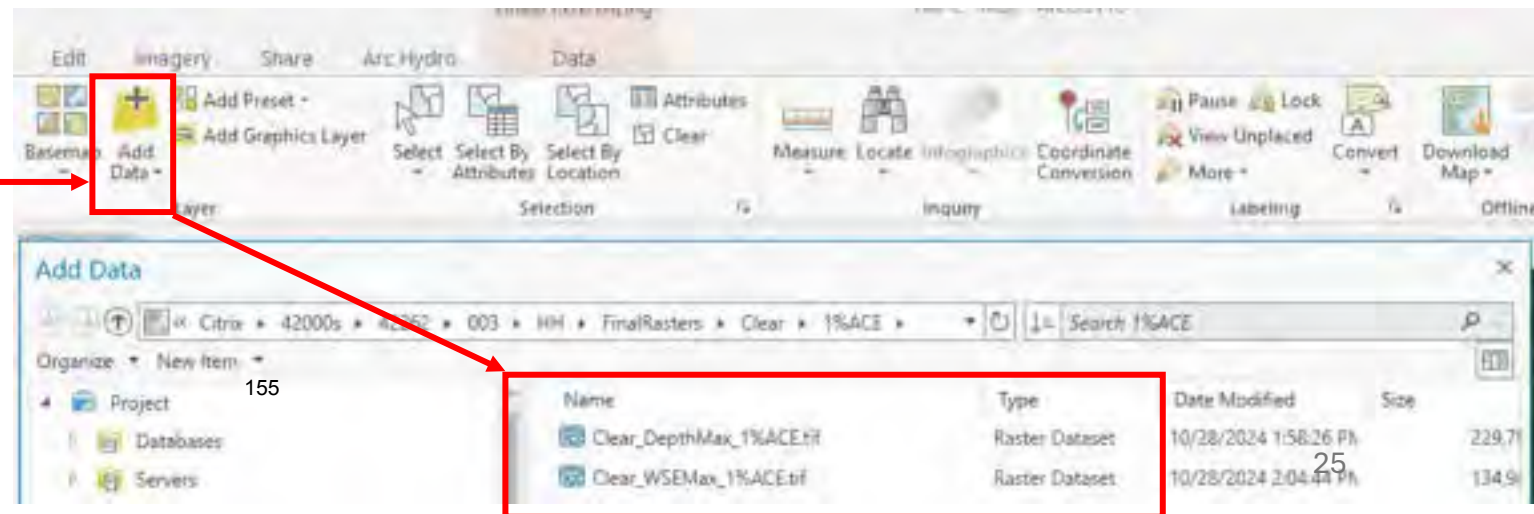 Edit Imagery Share Arc Hydro Data
Basemap Add Data Add Preset Add Graphics Layer Select Select By Attributes Select By Location Attributes Clear Measure Locate Infographics Coordinate Conversion Pause Lock View Unplaced More Convert Download Map
Layer Selection Inquiry Labeling Offline
Add Data
« Citrix 003 HH FinalRasters Clear 1%ACE Search 1%ACE
Organize New Item
155
Project Name Type Date Modified Size
Databases Clear_DepthMax_1%ACE.tif Raster Dataset 10/28/2024 1:58:26 PM
Servers Clear_WSEMax_1%ACE.tif Raster Dataset 10/28/2024 2:04:44 PM
25